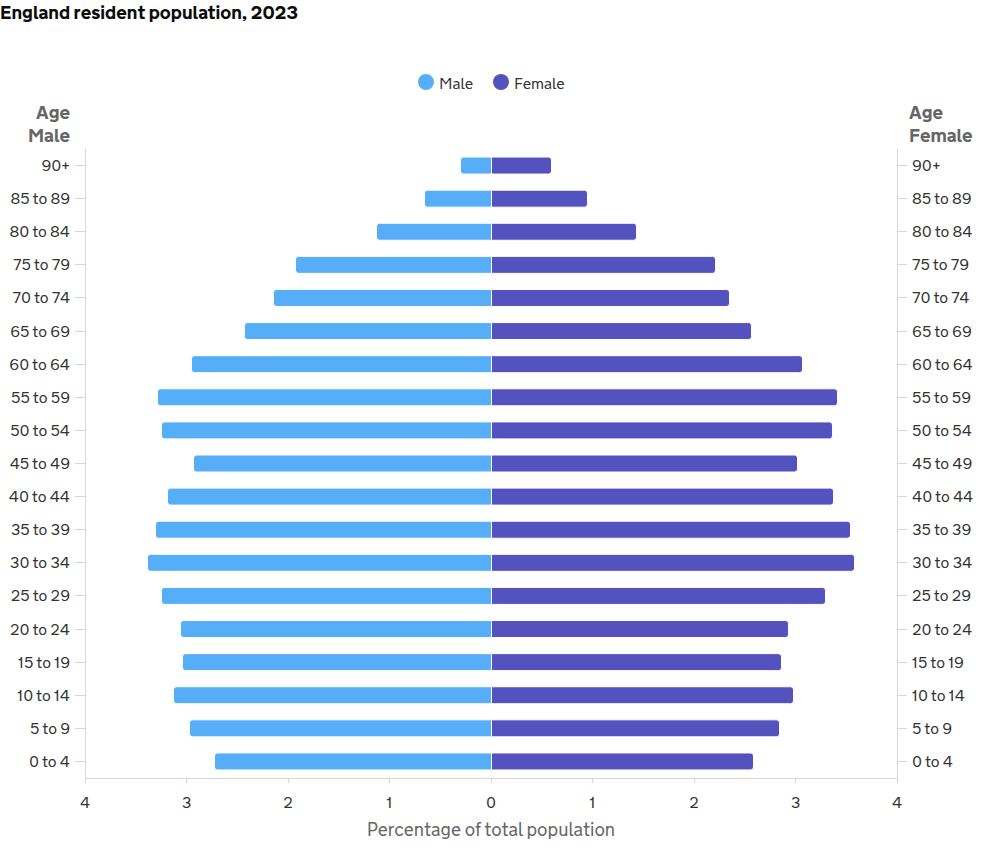 England resident population, 2023
Male Female
Age Male
Age Female
90+ 90+
85 to 89 85 to 89
80 to 84 80 to 84
75 to 79 75 to 79
70 to 74 70 to 74
65 to 69 65 to 69
60 to 64 60 to 64
55 to 59 55 to 59
50 to 54 50 to 54
45 to 49 45 to 49
40 to 44 40 to 44
35 to 39 35 to 39
30 to 34 30 to 34
25 to 29 25 to 29
20 to 24 20 to 24
15 to 19 15 to 19
10 to 14 10 to 14
5 to 9 5 to 9
0 to 4 0 to 4
4 3 2 1 0 1 2 3 4
Percentage of total population